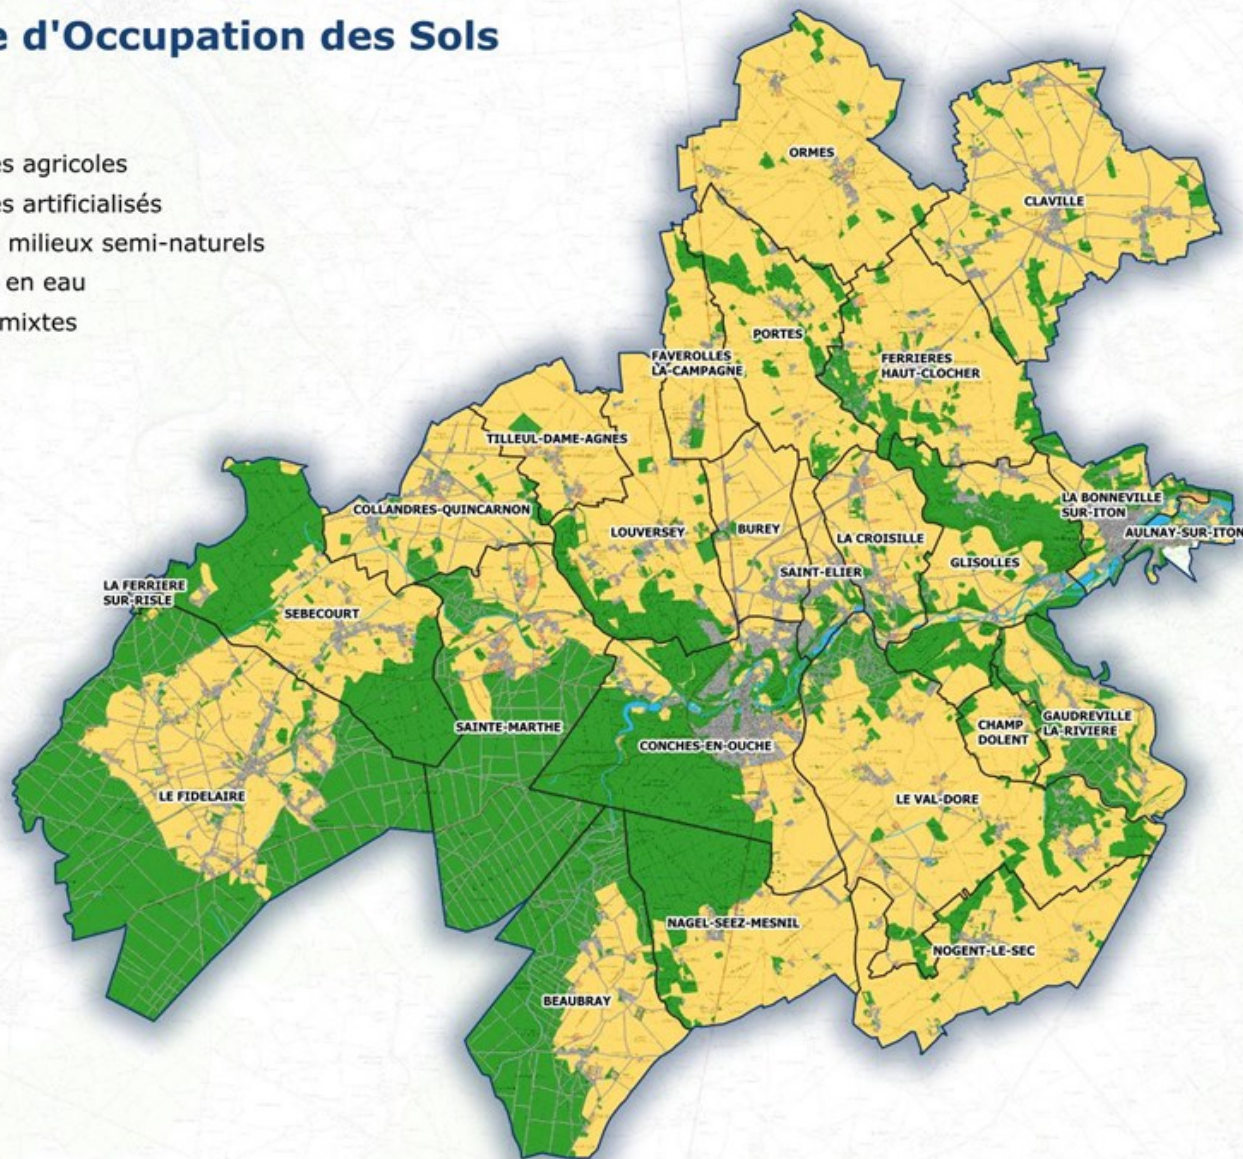 e d'Occupation des Sols
es agricoles
es artificialisés
milieux semi-naturels
en eau
mixtes
ORMES
CLAVILLE
PORTES
FAVEROLLES
LA-CAMPAGNE
FERRIERES
HAUT-CLOCHER
TILLEUL-DAME-AGNES
COLLANDRES-QUINCARNON
LOUVERSEY
BUREY
LA CROISILLE
LA BONNEVILLE
SUR-ITON
AULNAY-SUR-ITON
GLISOLLES
SAINT-ELIER
LA FERRIERE
SUR-RISLE
SEBECOURT
SAINTE-MARTHE
CONCHES-EN-OUCHE
CHAMP
DOLENT
GAUDREVILLE
LA-RIVIERE
LE FIDELAIRE
LE VAL-DORE
NAGEL-SEEZ-MESNIL
NOGENT-LE-SEC
BEAUBRAY